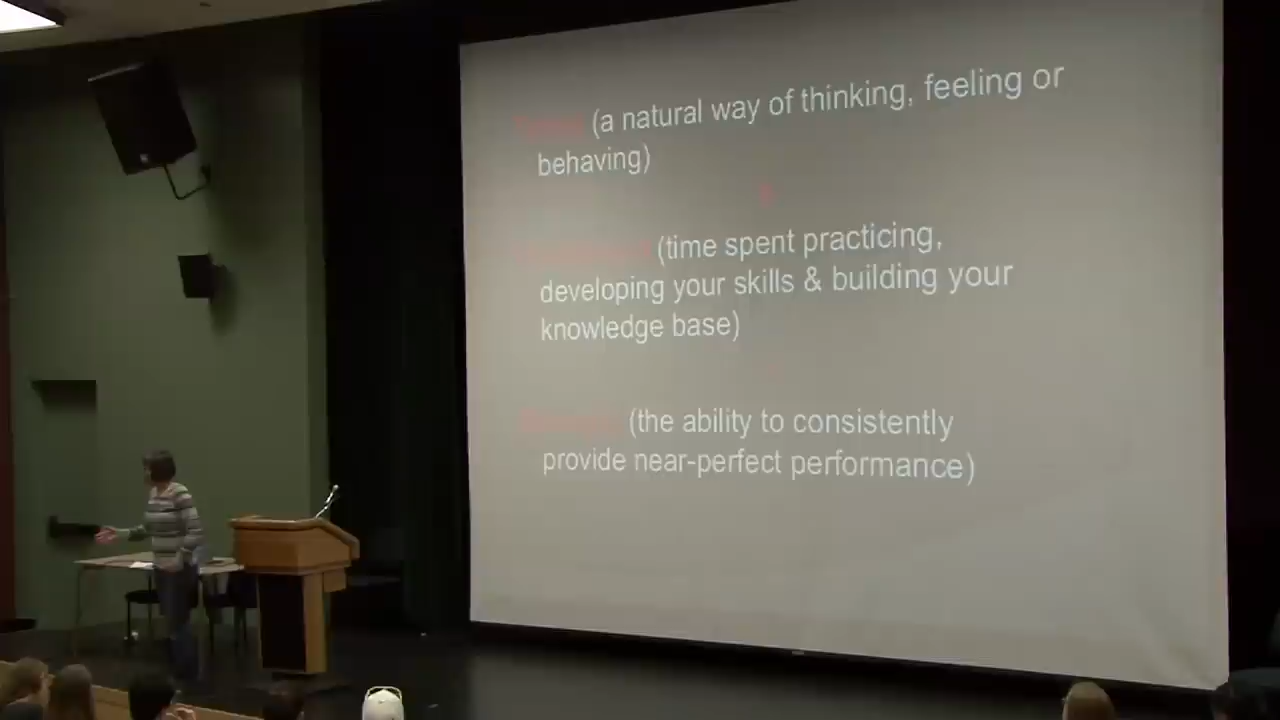 (a natural way of thinking, feeling or
behaving)
(time spent practicing,
developing your skills & building your
knowledge base)
(the ability to consistently
provide near-perfect performance)